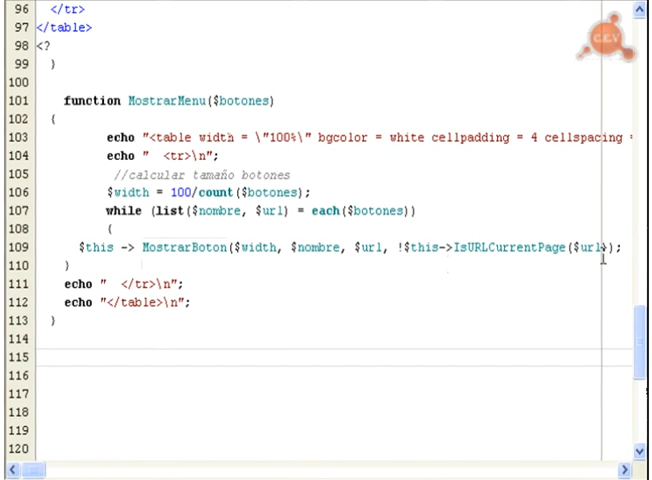 96 </tr>
97 </table>
98 <?
99 }
100
101 function MostrarMenu($botones)
102 {
103 echo "<table width = \"100%\" bgcolor = white cellpadding = 4 cellspacing =
104 echo " <tr>\n";
105 //calcular tamaño botones
106 $width = 100/count($botones);
107 while (list($nombre, $url) = each($botones))
108 {
109 $this -> MostrarBoton($width, $nombre, $url, !$this->IsURLCurrentPage($url));
110 }
111 echo " </tr>\n";
112 echo "</table>\n";
113 }
114
115
116
117
118
119
120
C.E.V